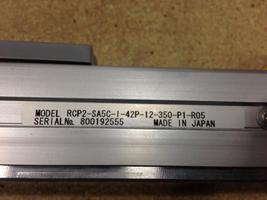 MODEL RCP2-SA5C-I-42P-12-350-P1-R05
SERIALNo. 800192555 MADE IN JAPAN